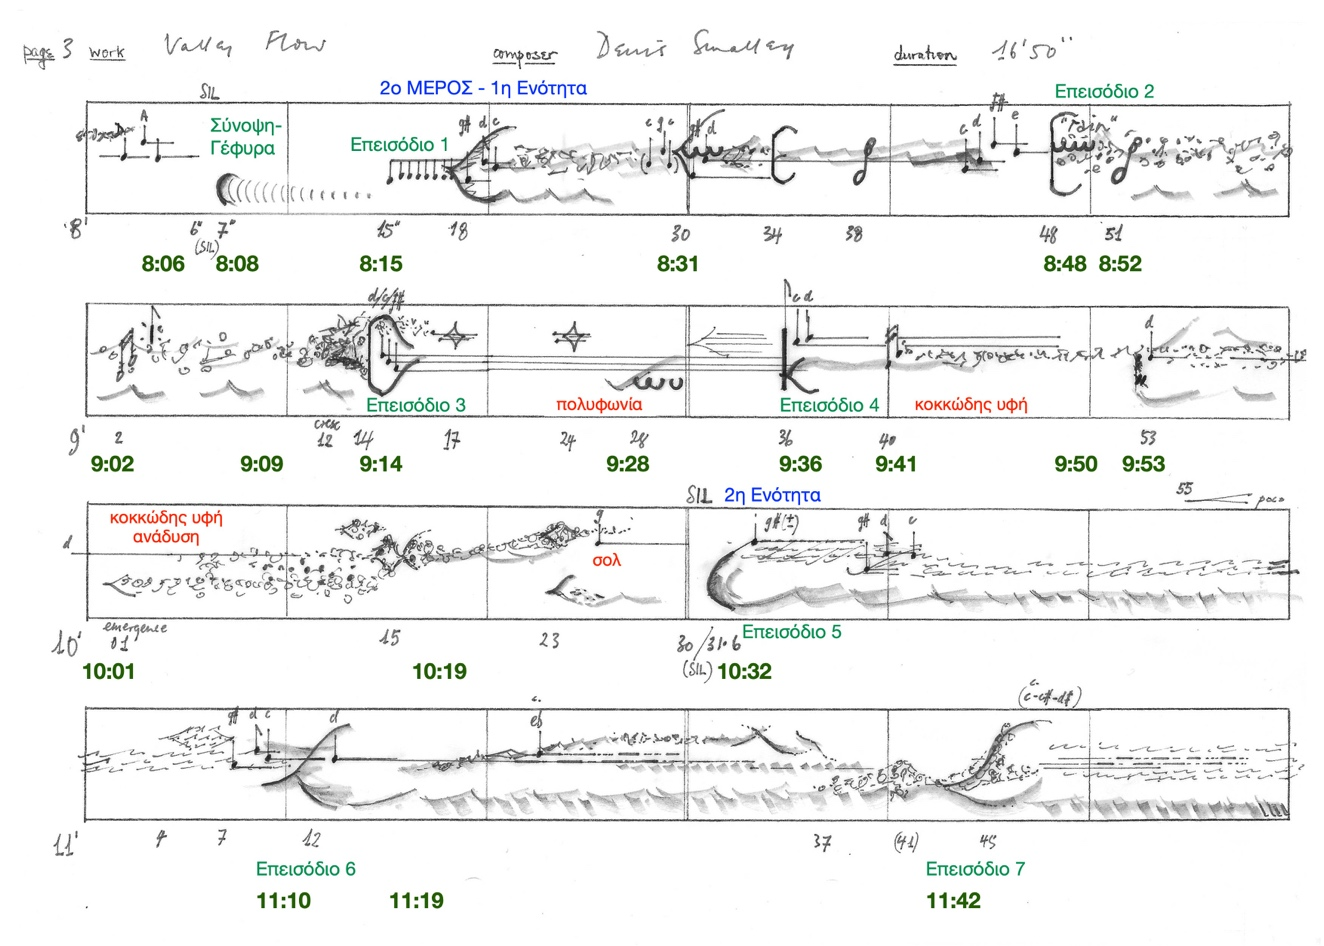 page 3 work Valley Flow composer Denis Smalley duration 16'50"
SIL 2ο ΜΕΡΟΣ - 1η Ενότητα Επεισόδιο 2
A Σύνοψη-
Γέφυρα
Επεισόδιο 1 g# d c c g c g# d c d f# e "rain"
8' 6" 7" 15" 18 30 34 38 48 51
(SIL)
8:06 8:08 8:15 8:31 8:48 8:52
d/c/f# c d d
Επεισόδιο 3 πολυφωνία Επεισόδιο 4 κοκκώδης υφή
cresc
9' 2 12 14 17 24 28 36 40 53
9:02 9:09 9:14 9:28 9:36 9:41 9:50 9:53
SIL 2η Ενότητα 55 poco
κοκκώδης υφή
ανάδυση
d g g#(±) g# d c
σολ
emergence Επεισόδιο 5
10' 01 15 23 30/31.6
(SIL)
10:01 10:19 10:32
(c-c#-d#)
g# d c d eb
11' 4 7 12 37 (41) 45
Επεισόδιο 6 Επεισόδιο 7
11:10 11:19 11:42